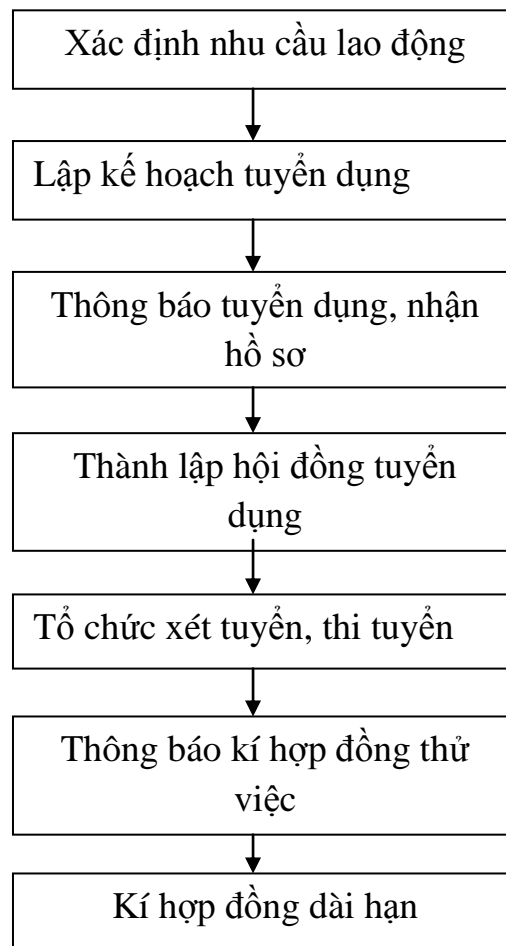 Xác định nhu cầu lao động
Lập kế hoạch tuyển dụng
Thông báo tuyển dụng, nhận
hồ sơ
Thành lập hội đồng tuyển
dụng
Tổ chức xét tuyển, thi tuyển
Thông báo kí hợp đồng thử
việc
Kí hợp đồng dài hạn